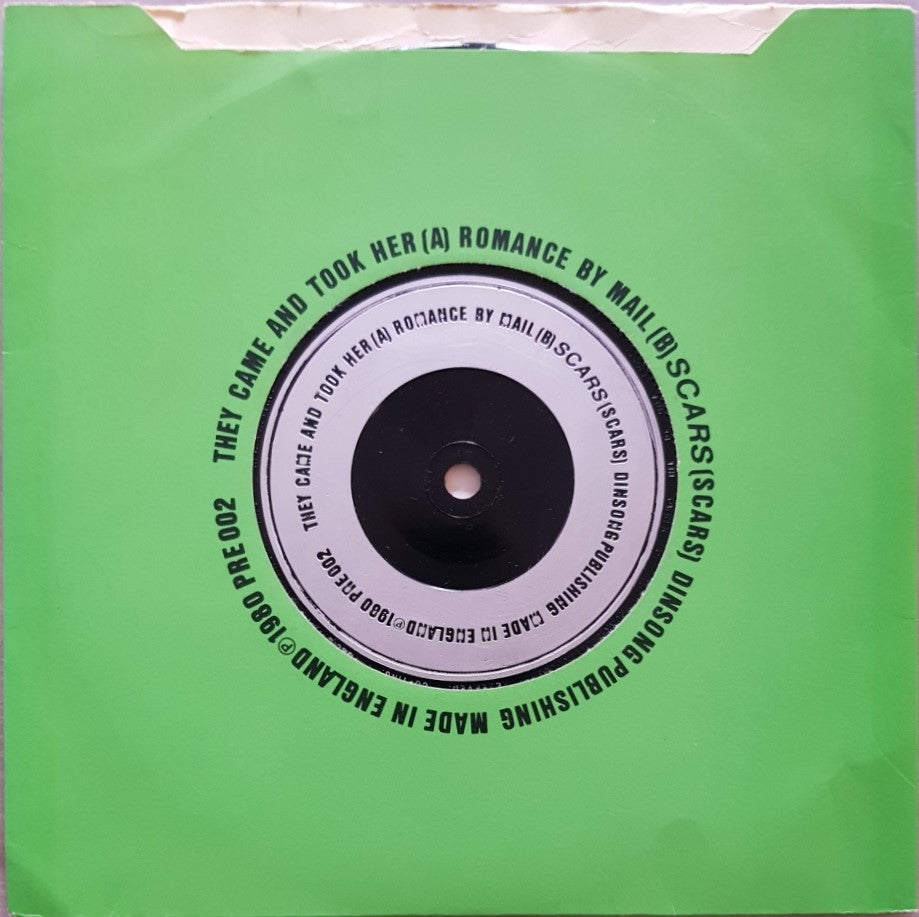 THEY CAME AND TOOK HER (A) ROMANCE BY MAIL (B) SCARS (SCARS) DINSONG PUBLISHING MADE IN ENGLAND ℗ 1980 PRE 002
THEY CAME AND TOOK HER (A) ROMANCE BY MAIL (B) SCARS (SCARS) DINSONG PUBLISHING MADE IN ENGLAND ℗ 1980 PRE 002